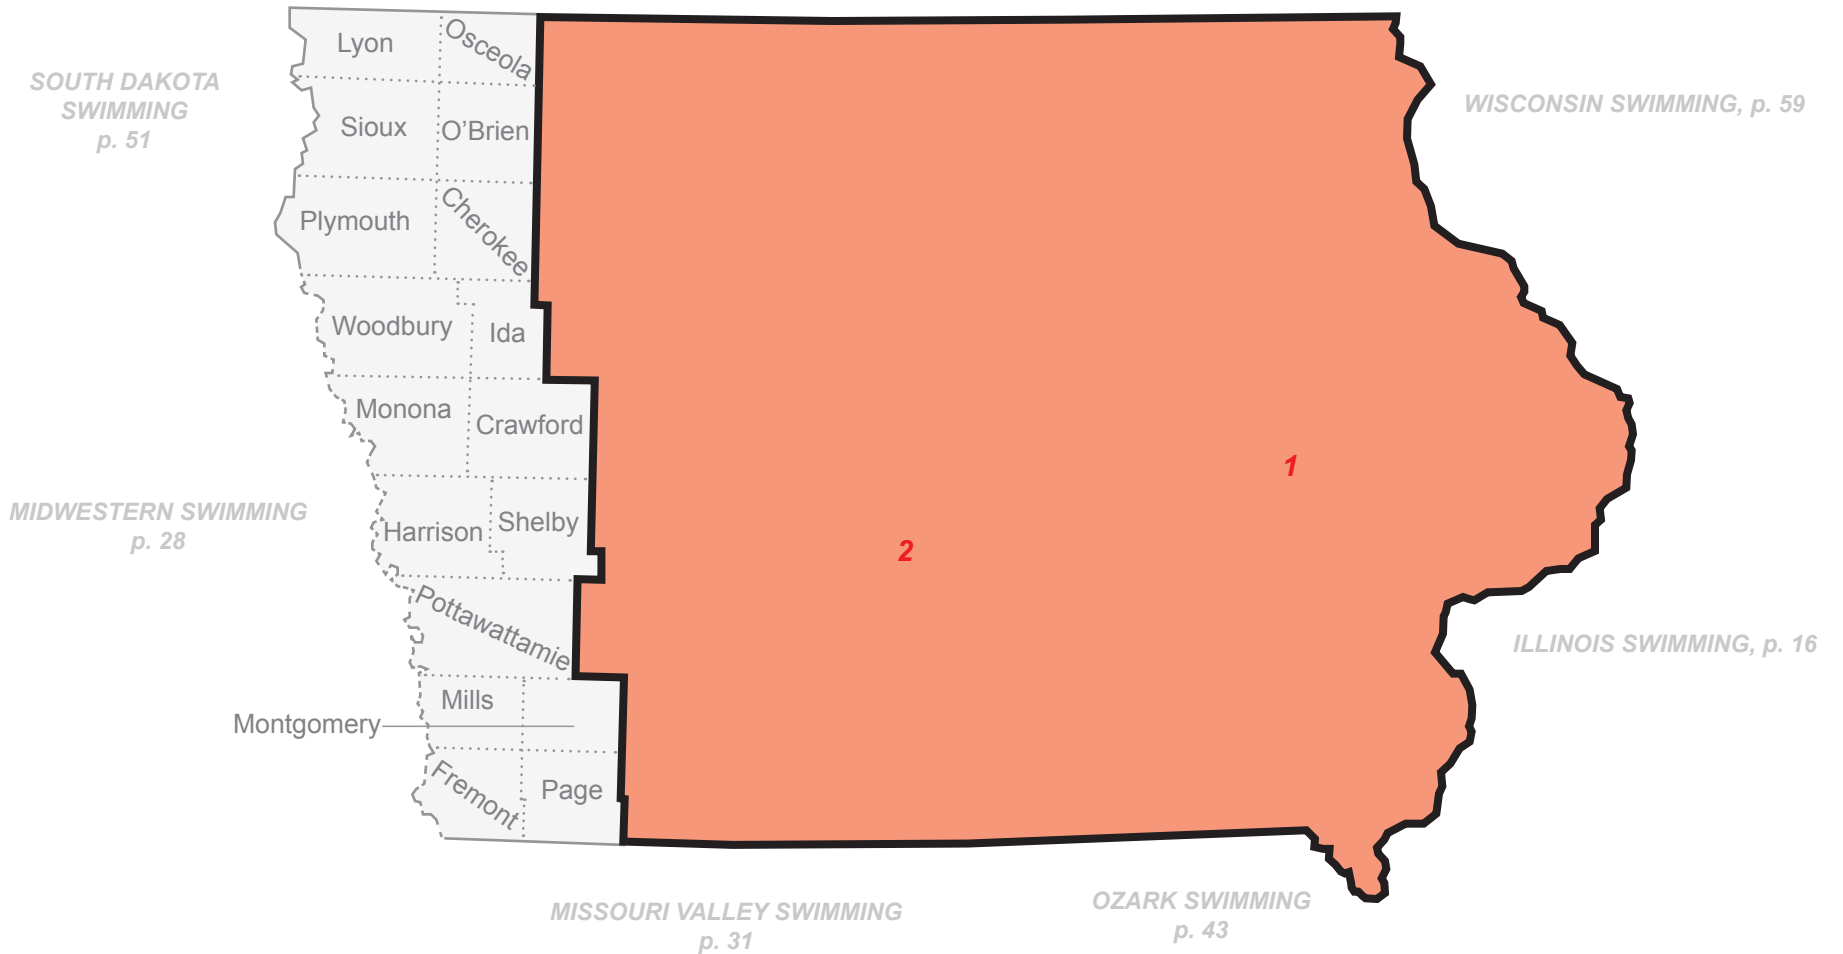 Lyon
Osceola
SOUTH DAKOTA
SWIMMING
p. 51
WISCONSIN SWIMMING, p. 59
Sioux
O’Brien
Plymouth
Cherokee
Woodbury
Ida
Monona
Crawford
1
MIDWESTERN SWIMMING
p. 28
Harrison
Shelby
2
Pottawattamie
ILLINOIS SWIMMING, p. 16
Mills
Montgomery
Fremont
Page
MISSOURI VALLEY SWIMMING
p. 31
OZARK SWIMMING
p. 43